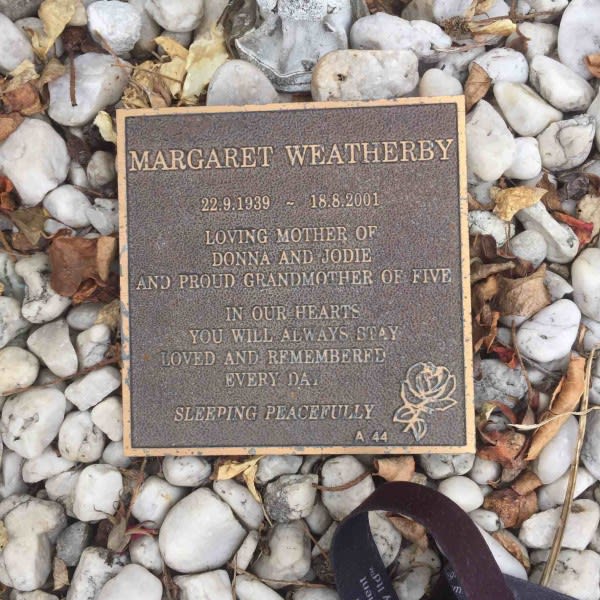 MARGARET WEATHERBY
22.9.1939 ~ 18.8.2001
LOVING MOTHER OF
DONNA AND JODIE
AND PROUD GRANDMOTHER OF FIVE
IN OUR HEARTS
YOU WILL ALWAYS STAY
LOVED AND REMEMBERED
EVERY DAY
SLEEPING PEACEFULLY
A 44